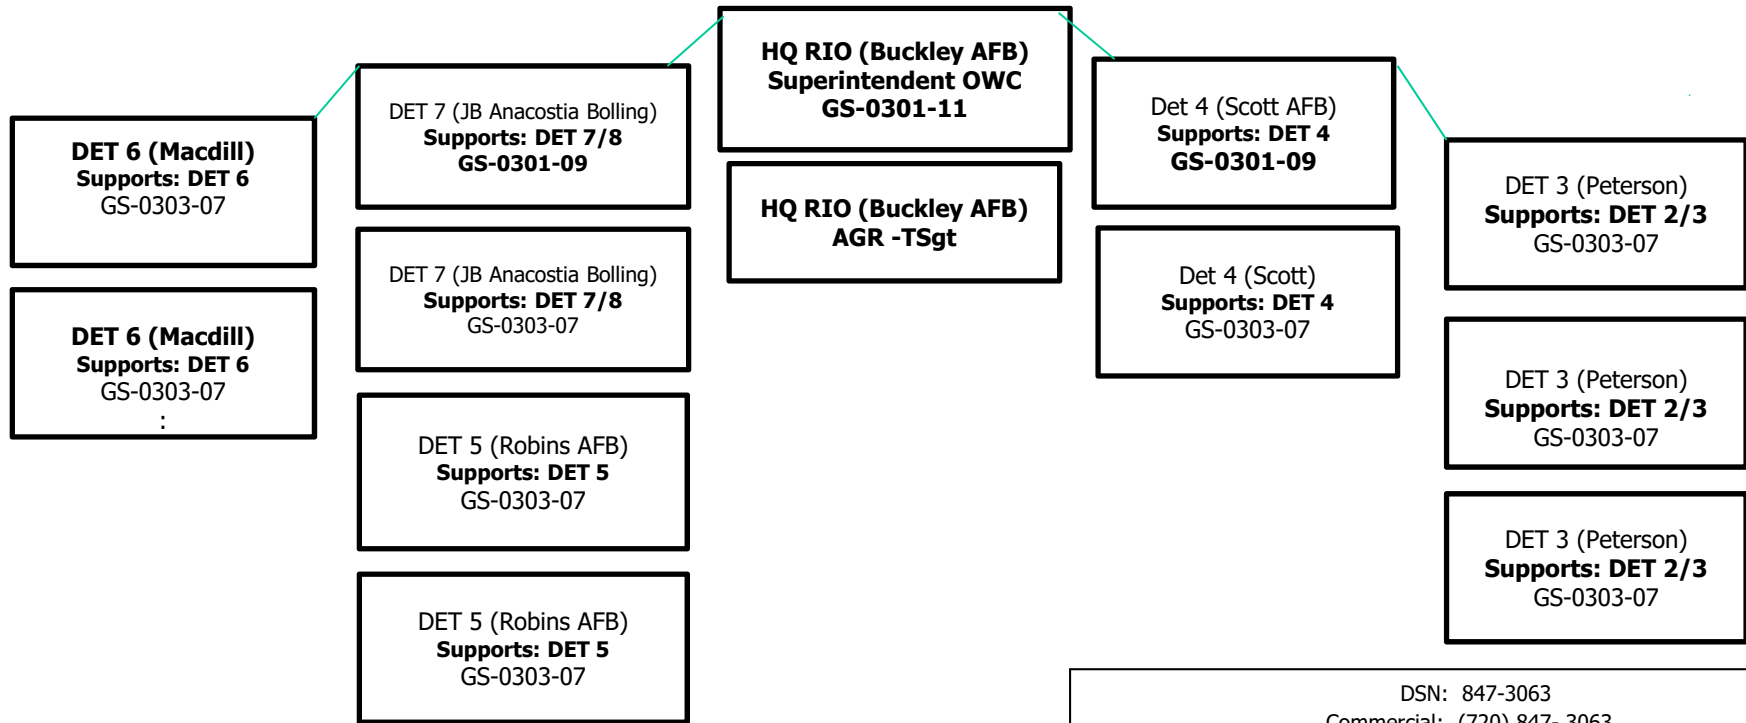 DET 6 (Macdill)
Supports: DET 6
GS-0303-07
DET 6 (Macdill)
Supports: DET 6
GS-0303-07
:
DET 7 (JB Anacostia Bolling)
Supports: DET 7/8
GS-0301-09
DET 7 (JB Anacostia Bolling)
Supports: DET 7/8
GS-0303-07
DET 5 (Robins AFB)
Supports: DET 5
GS-0303-07
DET 5 (Robins AFB)
Supports: DET 5
GS-0303-07
HQ RIO (Buckley AFB)
Superintendent OWC
GS-0301-11
HQ RIO (Buckley AFB)
AGR -TSgt
Det 4 (Scott AFB)
Supports: DET 4
GS-0301-09
Det 4 (Scott)
Supports: DET 4
GS-0303-07
DET 3 (Peterson)
Supports: DET 2/3
GS-0303-07
DET 3 (Peterson)
Supports: DET 2/3
GS-0303-07
DET 3 (Peterson)
Supports: DET 2/3
GS-0303-07
DSN: 847-3063
Commercial: (720) 847- 3063